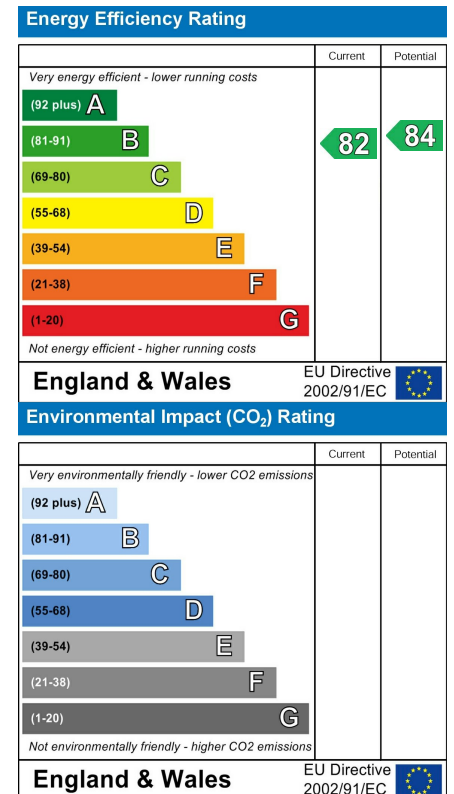 Energy Efficiency Rating
Current Potential
Very energy efficient - lower running costs
(92 plus) A
(81-91) B
82 84
(69-80) C
(55-68) D
(39-54) E
(21-38) F
(1-20) G
Not energy efficient - higher running costs
England & Wales
EU Directive
2002/91/EC
Environmental Impact (CO₂) Rating
Current Potential
Very environmentally friendly - lower CO2 emissions
(92 plus) A
(81-91) B
(69-80) C
(55-68) D
(39-54) E
(21-38) F
(1-20) G
Not environmentally friendly - higher CO2 emissions
England & Wales
EU Directive
2002/91/EC